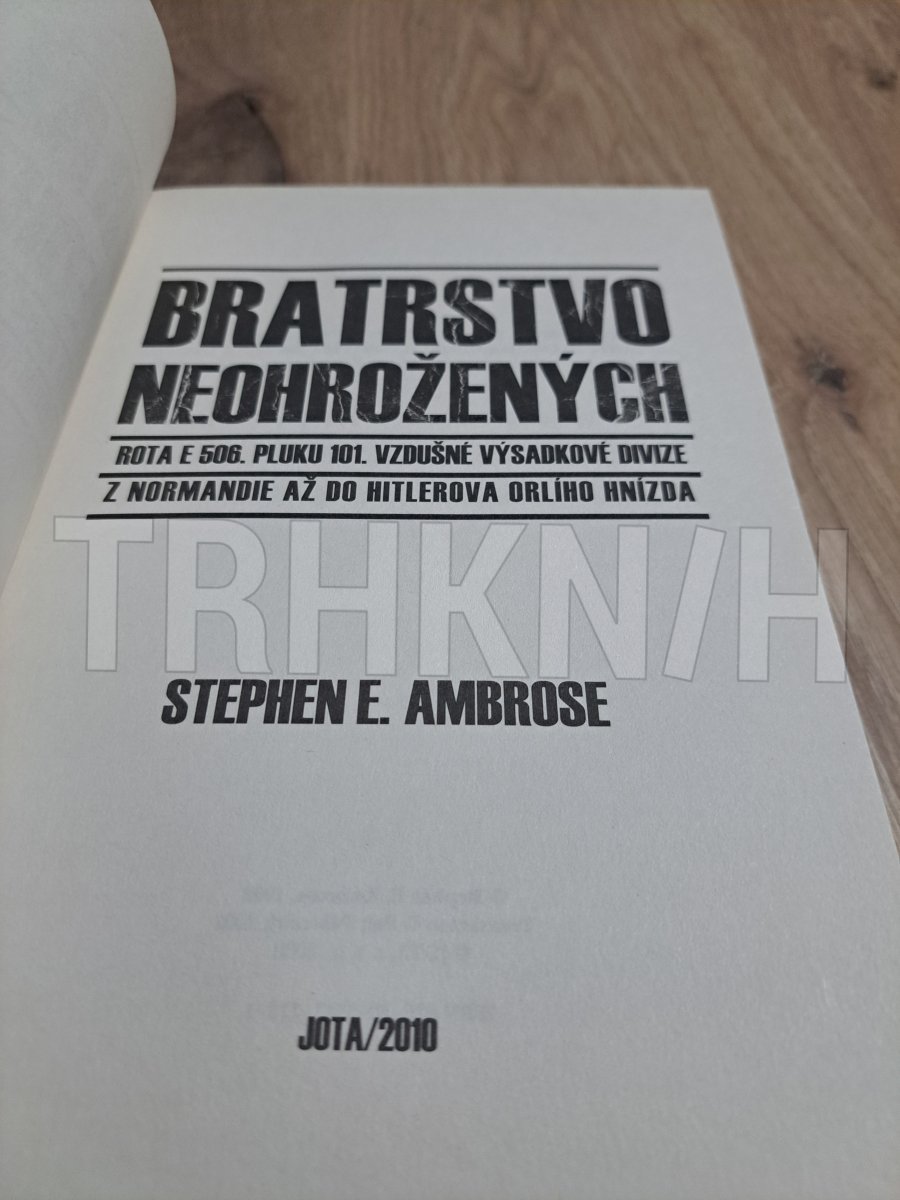 BRATRSTVO
NEOHROŽENÝCH
ROTA E 506. PLUKU 101. VZDUŠNÉ VÝSADKOVÉ DIVIZE
Z NORMANDIE AŽ DO HITLEROVA ORLÍHO HNÍZDA
TRHKN/H
STEPHEN E. AMBROSE
JOTA/2010